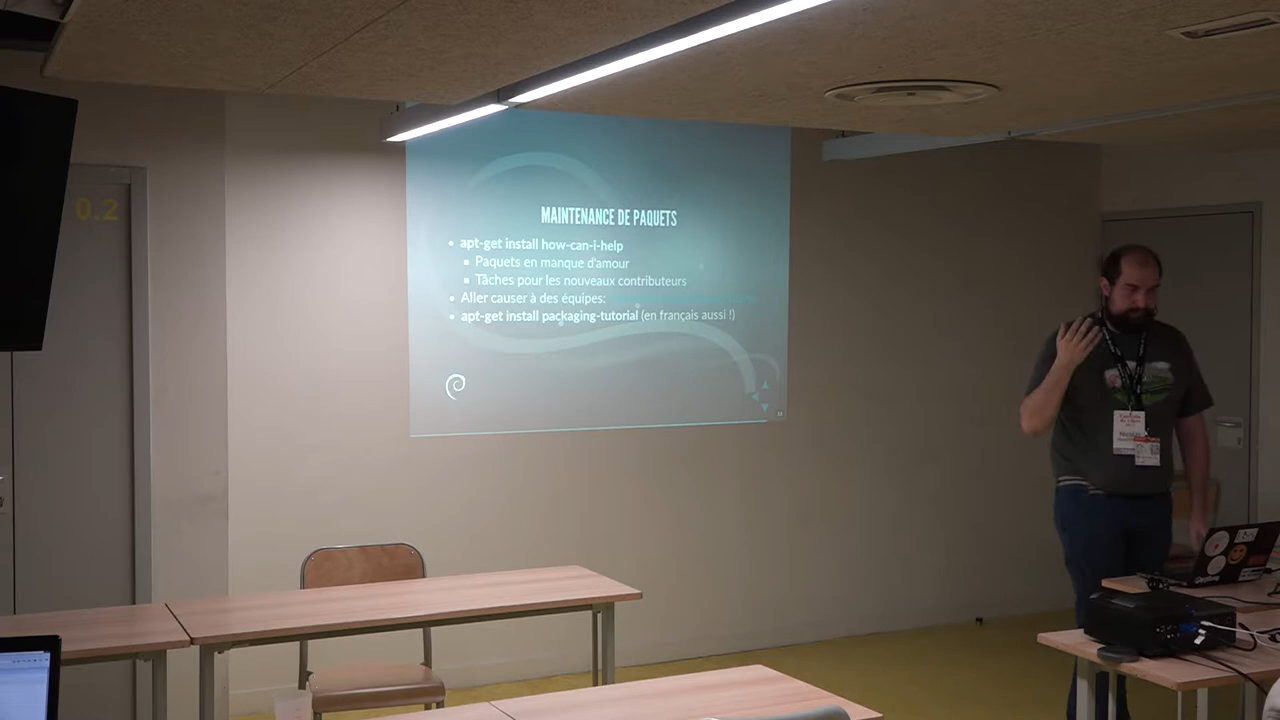 0.2
MAINTENANCE DE PAQUETS
• apt-get install how-can-i-help
▪ Paquets en manque d'amour
▪ Tâches pour les nouveaux contributeurs
• Aller causer à des équipes:
• apt-get install packaging-tutorial (en français aussi !)